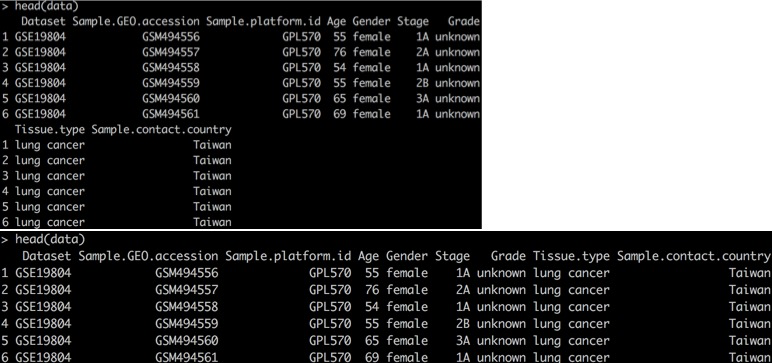 > head(data)
Dataset Sample.GEO.accession Sample.platform.id Age Gender Stage Grade
1 GSE19804 GSM494556 GPL570 55 female 1A unknown
2 GSE19804 GSM494557 GPL570 76 female 2A unknown
3 GSE19804 GSM494558 GPL570 54 female 1A unknown
4 GSE19804 GSM494559 GPL570 55 female 2B unknown
5 GSE19804 GSM494560 GPL570 65 female 3A unknown
6 GSE19804 GSM494561 GPL570 69 female 1A unknown
Tissue.type Sample.contact.country
1 lung cancer Taiwan
2 lung cancer Taiwan
3 lung cancer Taiwan
4 lung cancer Taiwan
5 lung cancer Taiwan
6 lung cancer Taiwan
> head(data)
Dataset Sample.GEO.accession Sample.platform.id Age Gender Stage Grade Tissue.type Sample.contact.country
1 GSE19804 GSM494556 GPL570 55 female 1A unknown lung cancer Taiwan
2 GSE19804 GSM494557 GPL570 76 female 2A unknown lung cancer Taiwan
3 GSE19804 GSM494558 GPL570 54 female 1A unknown lung cancer Taiwan
4 GSE19804 GSM494559 GPL570 55 female 2B unknown lung cancer Taiwan
5 GSE19804 GSM494560 GPL570 65 female 3A unknown lung cancer Taiwan
6 GSE19804 GSM494561 GPL570 69 female 1A unknown lung cancer Taiwan